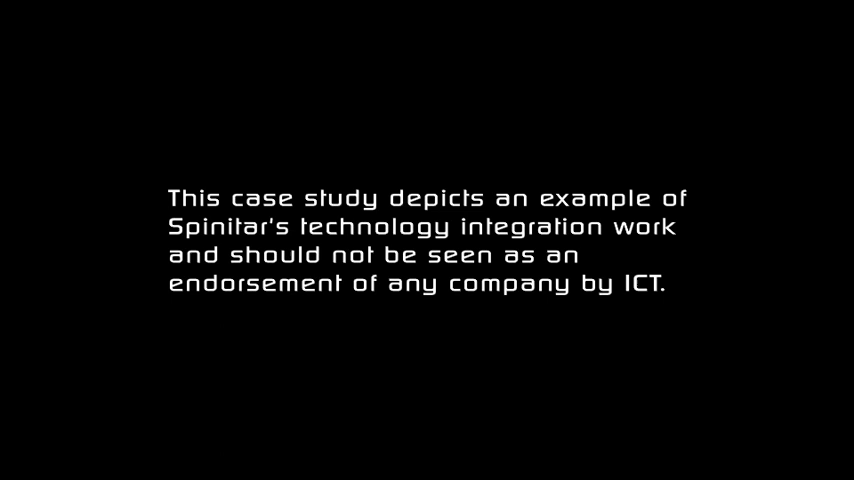 This case study depicts an example of
Spinitar's technology integration work
and should not be seen as an
endorsement of any company by ICT.